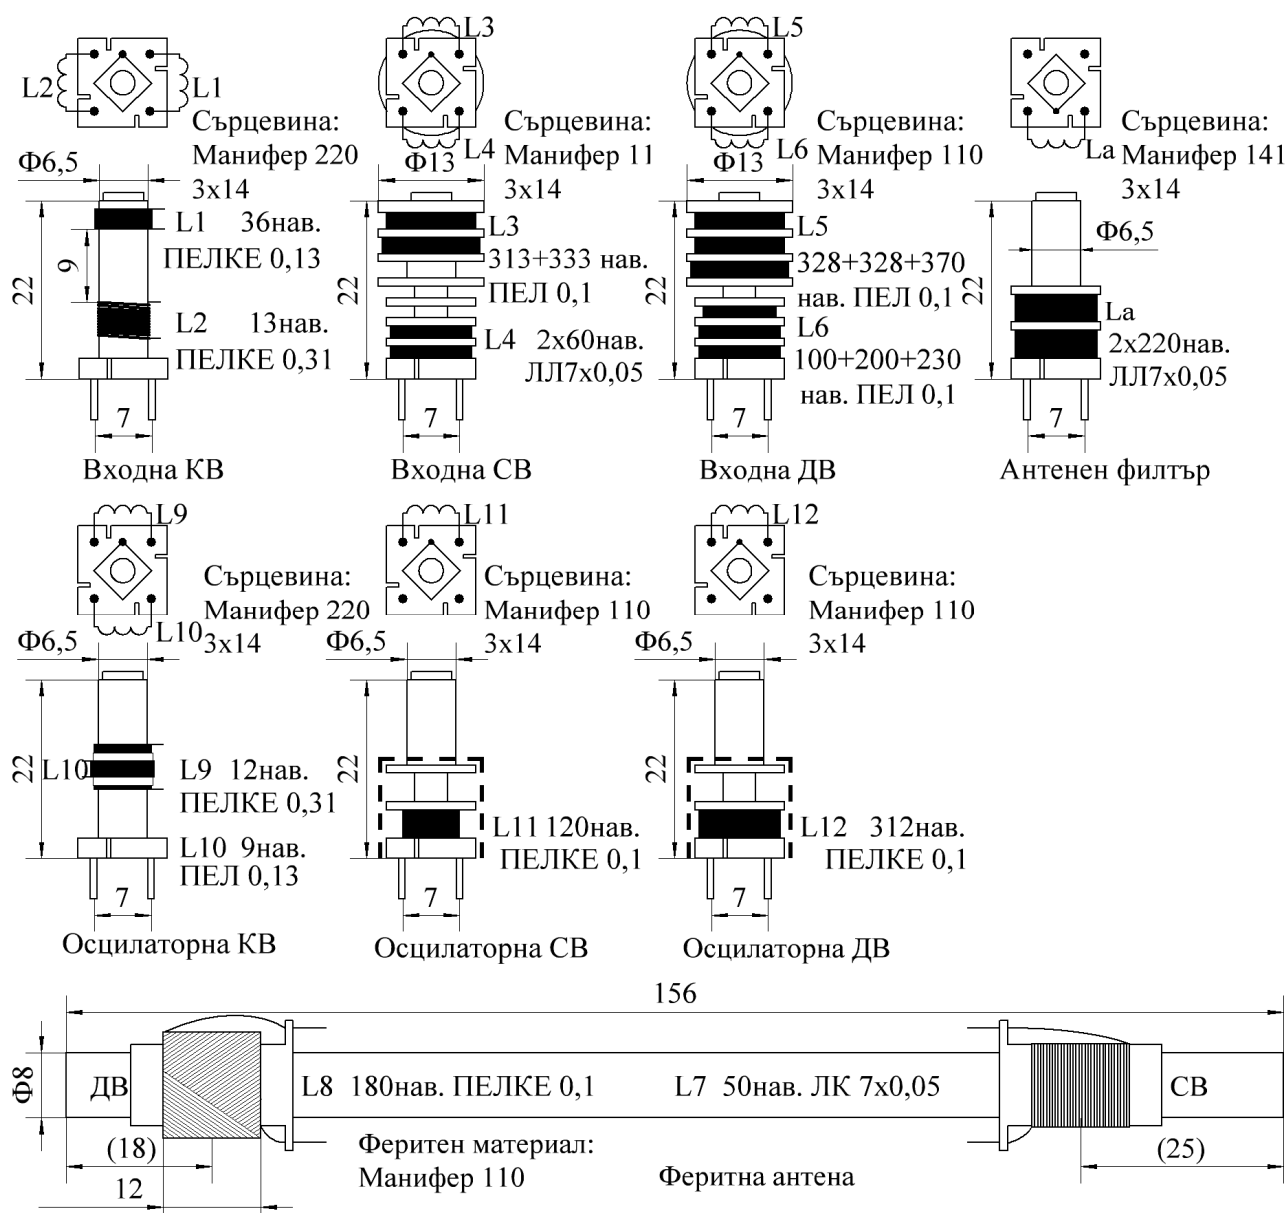 L2
L1
Сърцевина:
Манифер 220
3x14
Ф6,5
22
9
L1 36нав.
ПЕЛКЕ 0,13
L2 13нав.
ПЕЛКЕ 0,31
7
Входна КВ
L3
L4
Сърцевина:
Манифер 11
3x14
Ф13
22
L3
313+333 нав.
ПЕЛ 0,1
L4 2x60нав.
ЛЛ7x0,05
7
Входна СВ
L5
L6
Сърцевина:
Манифер 110
3x14
Ф13
22
L5
328+328+370
нав. ПЕЛ 0,1
L6
100+200+230
нав. ПЕЛ 0,1
7
Входна ДВ
La
Сърцевина:
Манифер 141
3x14
Ф6,5
22
La
2x220нав.
ЛЛ7x0,05
7
Антенен филтър
L9
L10
Сърцевина:
Манифер 220
3x14
Ф6,5
22
L10
L9 12нав.
ПЕЛКЕ 0,31
L10 9нав.
ПЕЛ 0,13
7
Осцилаторна КВ
L11
Сърцевина:
Манифер 110
3x14
Ф6,5
22
L11 120нав.
ПЕЛКЕ 0,1
7
Осцилаторна СВ
L12
Сърцевина:
Манифер 110
3x14
Ф6,5
22
L12 312нав.
ПЕЛКЕ 0,1
7
Осцилаторна ДВ
156
Ф8
ДВ
L8 180нав. ПЕЛКЕ 0,1
L7 50нав. ЛК 7x0,05
СВ
(18)
12
Феритен материал:
Манифер 110
Феритна антена
(25)